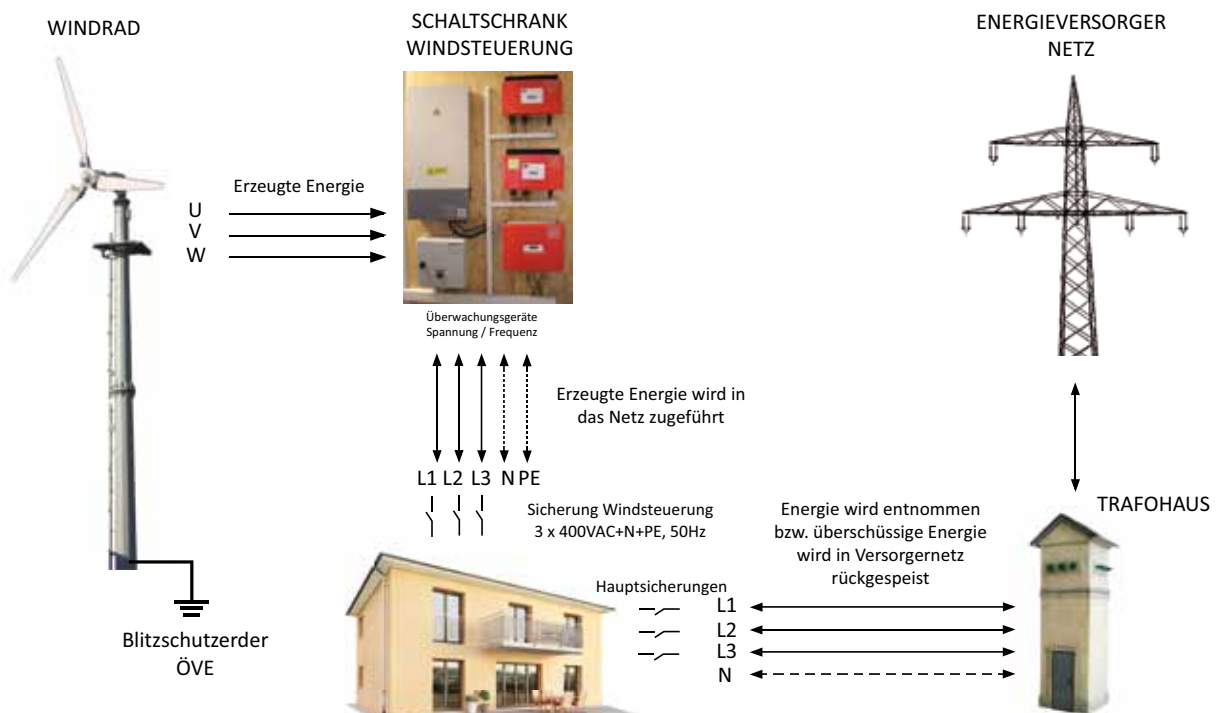 WINDRAD
SCHALTSCHRANK
WINDSTEUERUNG
ENERGIEVERSORGER
NETZ
Erzeugte Energie
U
V
W
Überwachungsgeräte
Spannung / Frequenz
Erzeugte Energie wird in
das Netz zugeführt
L1 L2 L3 N PE
Sicherung Windsteuerung
3 x 400VAC+N+PE, 50Hz
Energie wird entnommen
bzw. überschüssige Energie
wird in Versorgernetz
rückgespeist
TRAFOHAUS
Hauptsicherungen
L1
L2
L3
N
Blitzschutzerder
ÖVE